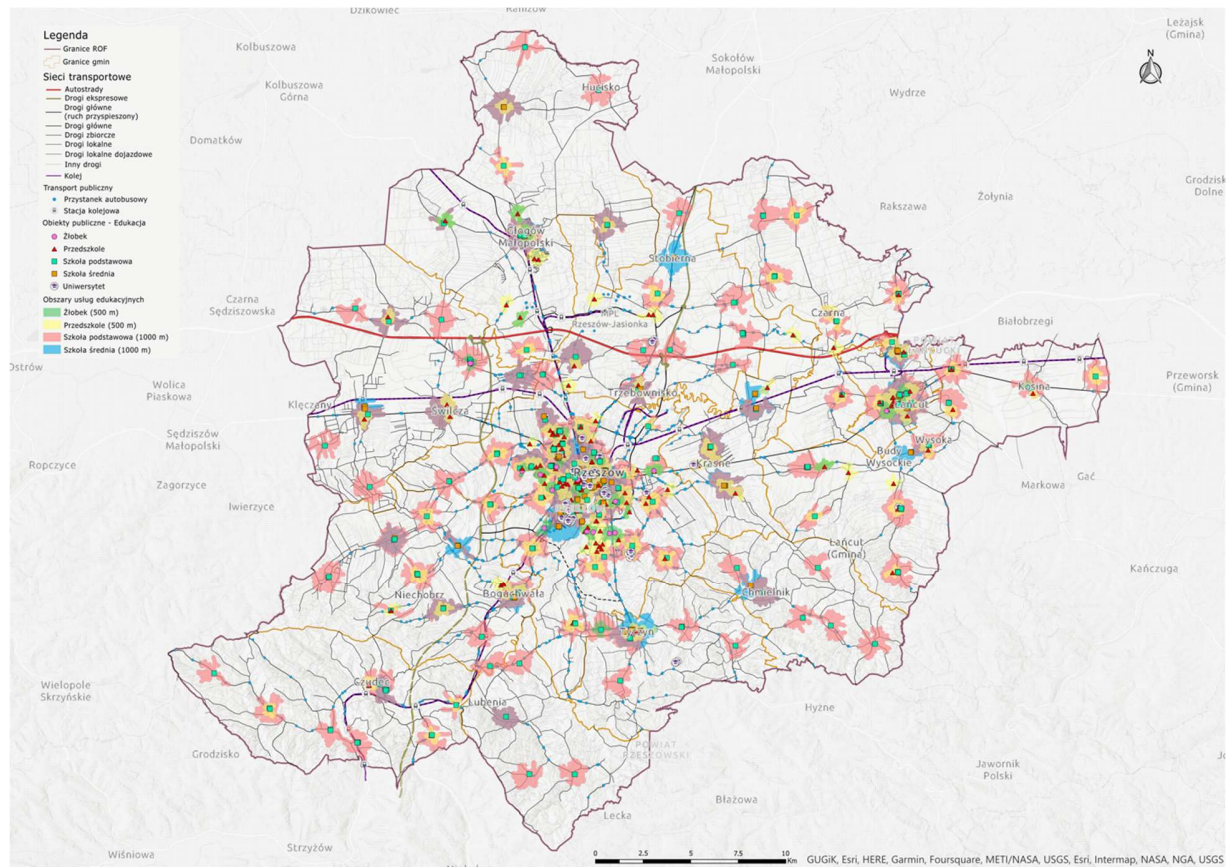 Legenda
Granice ROF
Granice gmin
Sieci transportowe
Autostrady
Drogi ekspresowe
Drogi główne
(ruch przyspieszony)
Drogi główne
Drogi zbiorcze
Drogi lokalne
Drogi lokalne dojazdowe
Inny drogi
Kolej
Transport publiczny
Przystanek autobusowy
Stacja kolejowa
Obiekty publiczne - Edukacja
Żłobek
Przedszkole
Szkoła podstawowa
Szkoła średnia
Uniwersytet
Obszary usług edukacyjnych
Żłobek (500 m)
Przedszkole (500 m)
Szkoła podstawowa (1000 m)
Szkoła średnia (1000 m)
Dzikowiec
Raniżów
Leżajsk
(Gmina)
N
Kolbuszowa
Sokołów
Małopolski
Kolbuszowa
Górna
Hucisko
Wydrze
Domatków
Grodzisk
Dolne
Żołynia
Rakszawa
Głogów
Małopolski
Stobierna
Czarna
Sędziszowska
MPL
Rzeszów-Jasionka
Czarna
Białobrzegi
Ostrów
Przeworsk
(Gmina)
Wolica
Piaskowa
Trzebownisko
Kosina
Klęczany
Świlcza
Łańcut
Sędziszów
Małopolski
Wysoka
Budy
Wysockie
Ropczyce
Krasne
Rzeszów
Zagorzyce
Markowa
Gać
Iwierzyce
Łańcut
(Gmina)
Kańczuga
Niechobrz
Boguchwała
Chmielnik
Tyczyn
Wielopole
Skrzyńskie
Czudec
Lubenia
Hyżne
Grodzisko
POWIAT
RZESZOWSKI
Jawornik
Polski
Błażowa
Lecka
Strzyżów
Wiśniowa
0 2.5 5 7.5 10
Km
GUGiK, Esri, HERE, Garmin, Foursquare, METI/NASA, USGS, Esri, Intermap, NASA, NGA, USGS